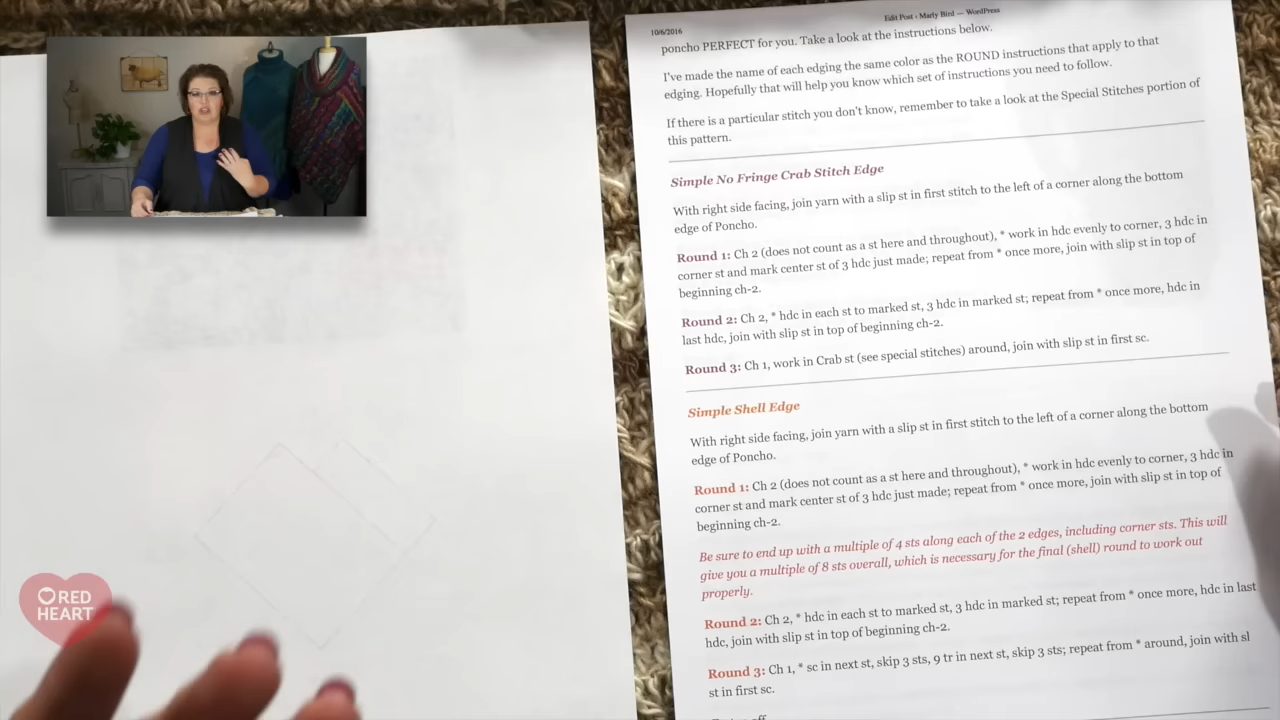 10/6/2016
Edit Post ‹ Marly Bird — WordPress
poncho PERFECT for you. Take a look at the instructions below.
I've made the name of each edging the same color as the ROUND instructions that apply to that
edging. Hopefully that will help you know which set of instructions you need to follow.
If there is a particular stitch you don't know, remember to take a look at the Special Stitches portion of
this pattern.
Simple No Fringe Crab Stitch Edge
With right side facing, join yarn with a slip st in first stitch to the left of a corner along the bottom
edge of Poncho.
Round 1: Ch 2 (does not count as a st here and throughout), * work in hdc evenly to corner, 3 hdc in
corner st and mark center st of 3 hdc just made; repeat from * once more, join with slip st in top of
beginning ch-2.
Round 2: Ch 2, * hdc in each st to marked st, 3 hdc in marked st; repeat from * once more, hdc in
last hdc, join with slip st in top of beginning ch-2.
Round 3: Ch 1, work in Crab st (see special stitches) around, join with slip st in first sc.
Simple Shell Edge
With right side facing, join yarn with a slip st in first stitch to the left of a corner along the bottom
edge of Poncho.
Round 1: Ch 2 (does not count as a st here and throughout), * work in hdc evenly to corner, 3 hdc in
corner st and mark center st of 3 hdc just made; repeat from * once more, join with slip st in top of
beginning ch-2.
Be sure to end up with a multiple of 4 sts along each of the 2 edges, including corner sts. This will
give you a multiple of 8 sts overall, which is necessary for the final (shell) round to work out
properly.
Round 2: Ch 2, * hdc in each st to marked st, 3 hdc in marked st; repeat from * once more, hdc in last
hdc, join with slip st in top of beginning ch-2.
Round 3: Ch 1, * sc in next st, skip 3 sts, 9 tr in next st, skip 3 sts; repeat from * around, join with sl
st in first sc.
RED
HEART